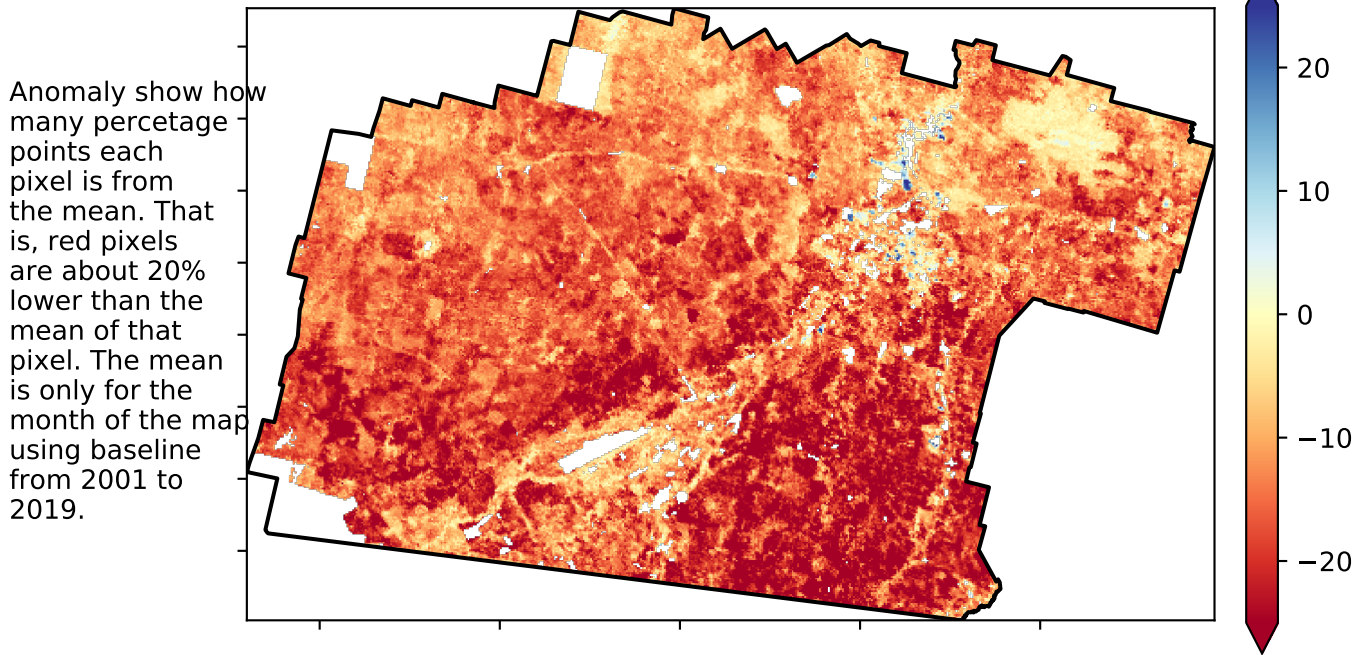 Anomaly show how
many percetage
points each
pixel is from
the mean. That
is, red pixels
are about 20%
lower than the
mean of that
pixel. The mean
is only for the
month of the map
using baseline
from 2001 to
2019.
20
10
0
−10
−20